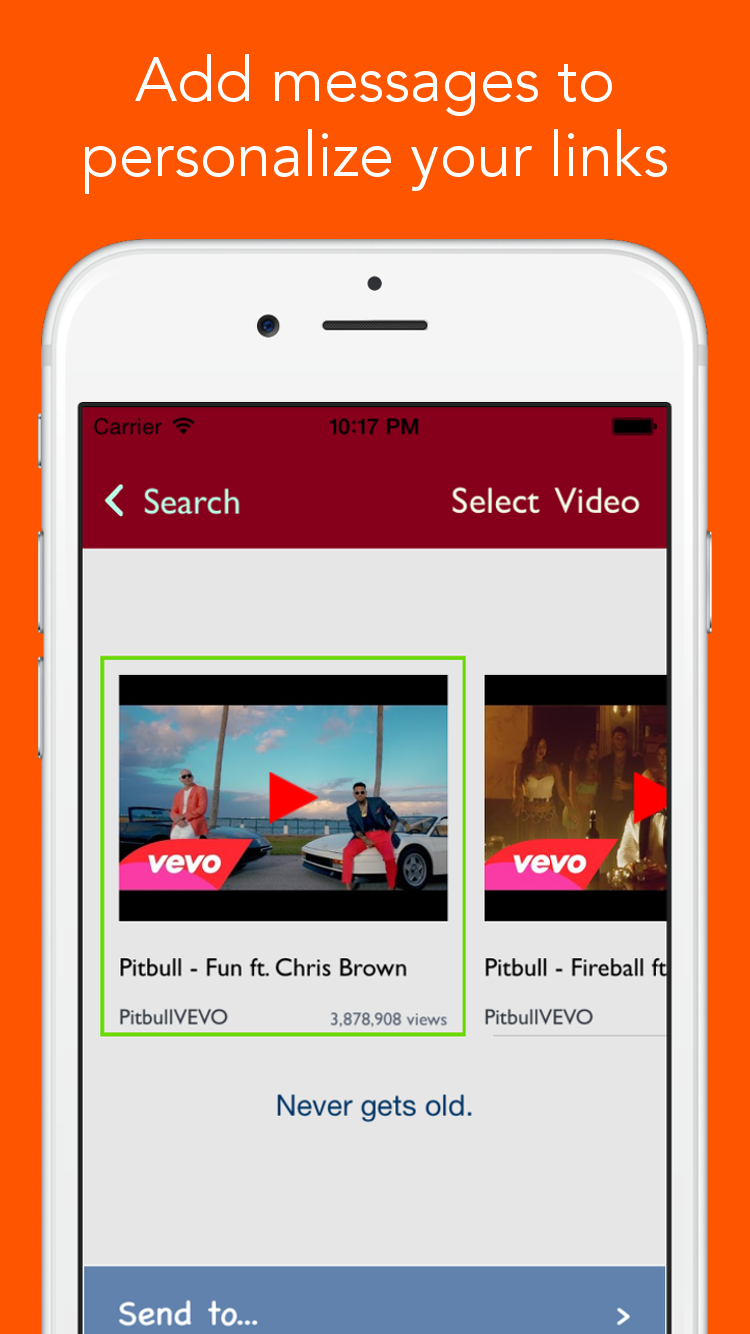 Add messages to
personalize your links
Carrier 10:17 PM
Search Select Video
vevo vevo
Pitbull - Fun ft. Chris Brown Pitbull - Fireball ft
PitbullVEVO 3,878,908 views PitbullVEVO
Never gets old.
Send to... >